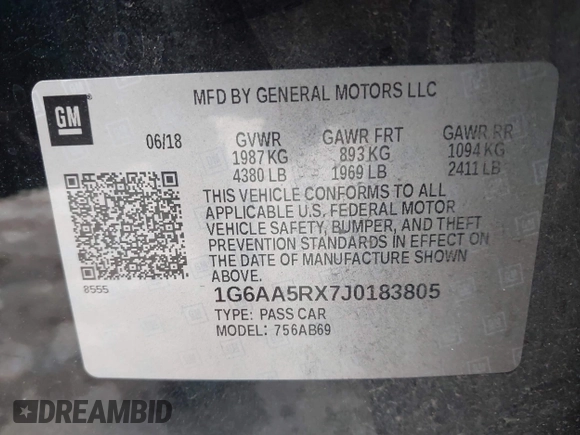 GM
MFD BY GENERAL MOTORS LLC
06/18 GVWR GAWR FRT GAWR RR
1987 KG 893 KG 1094 KG
4380 LB 1969 LB 2411 LB
THIS VEHICLE CONFORMS TO ALL
APPLICABLE U.S. FEDERAL MOTOR
VEHICLE SAFETY, BUMPER, AND THEFT
PREVENTION STANDARDS IN EFFECT ON
THE DATE OF MANUFACTURE SHOWN ABOVE.
8555
1G6AA5RX7J0183805
TYPE: PASS CAR
MODEL: 756AB69
DREAMBID